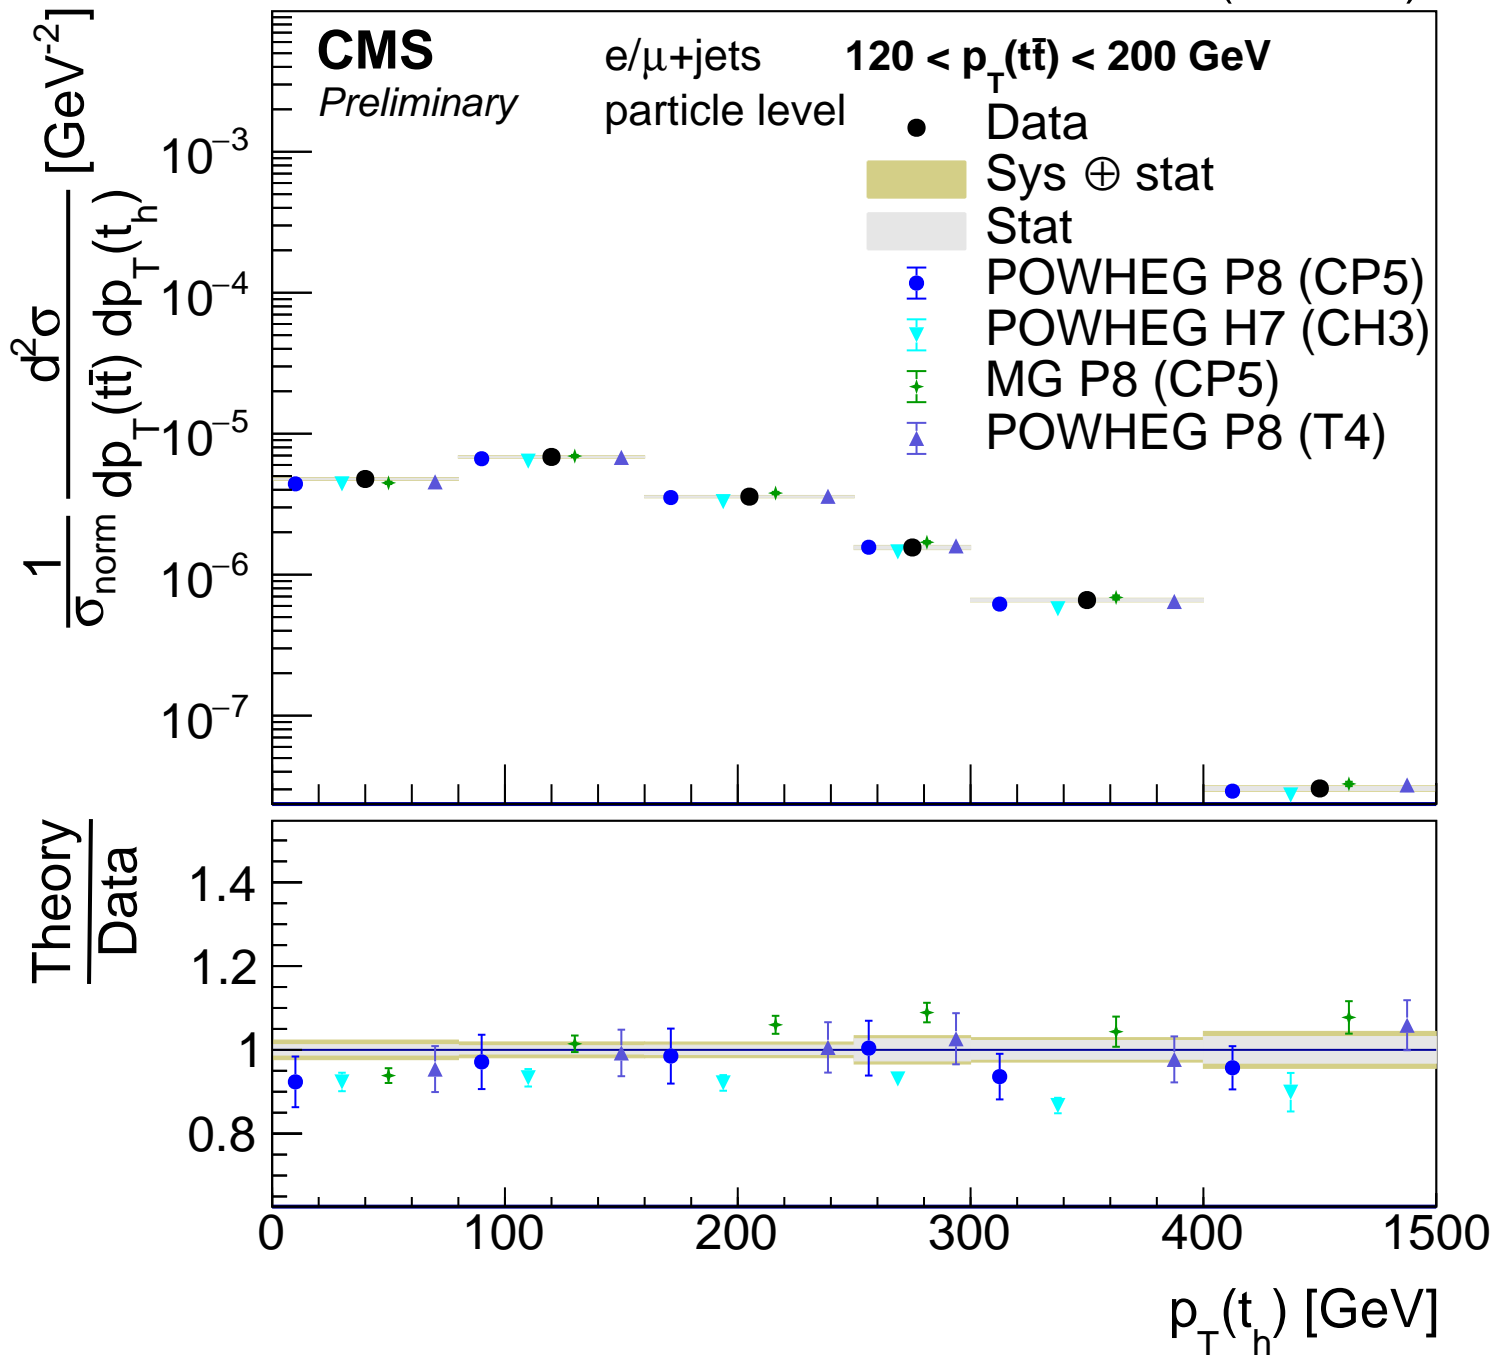 CMS
Preliminary
e/μ+jets
particle level
120 < p_T(tt̄) < 200 GeV
Data
Sys ⊕ stat
Stat
POWHEG P8 (CP5)
POWHEG H7 (CH3)
MG P8 (CP5)
POWHEG P8 (T4)
1/σ_norm d²σ/dp_T(tt̄) dp_T(t_h) [GeV⁻²]
10⁻³
10⁻⁴
10⁻⁵
10⁻⁶
10⁻⁷
Theory
Data
1.4
1.2
1
0.8
0 100 200 300 400 1500
p_T(t_h) [GeV]